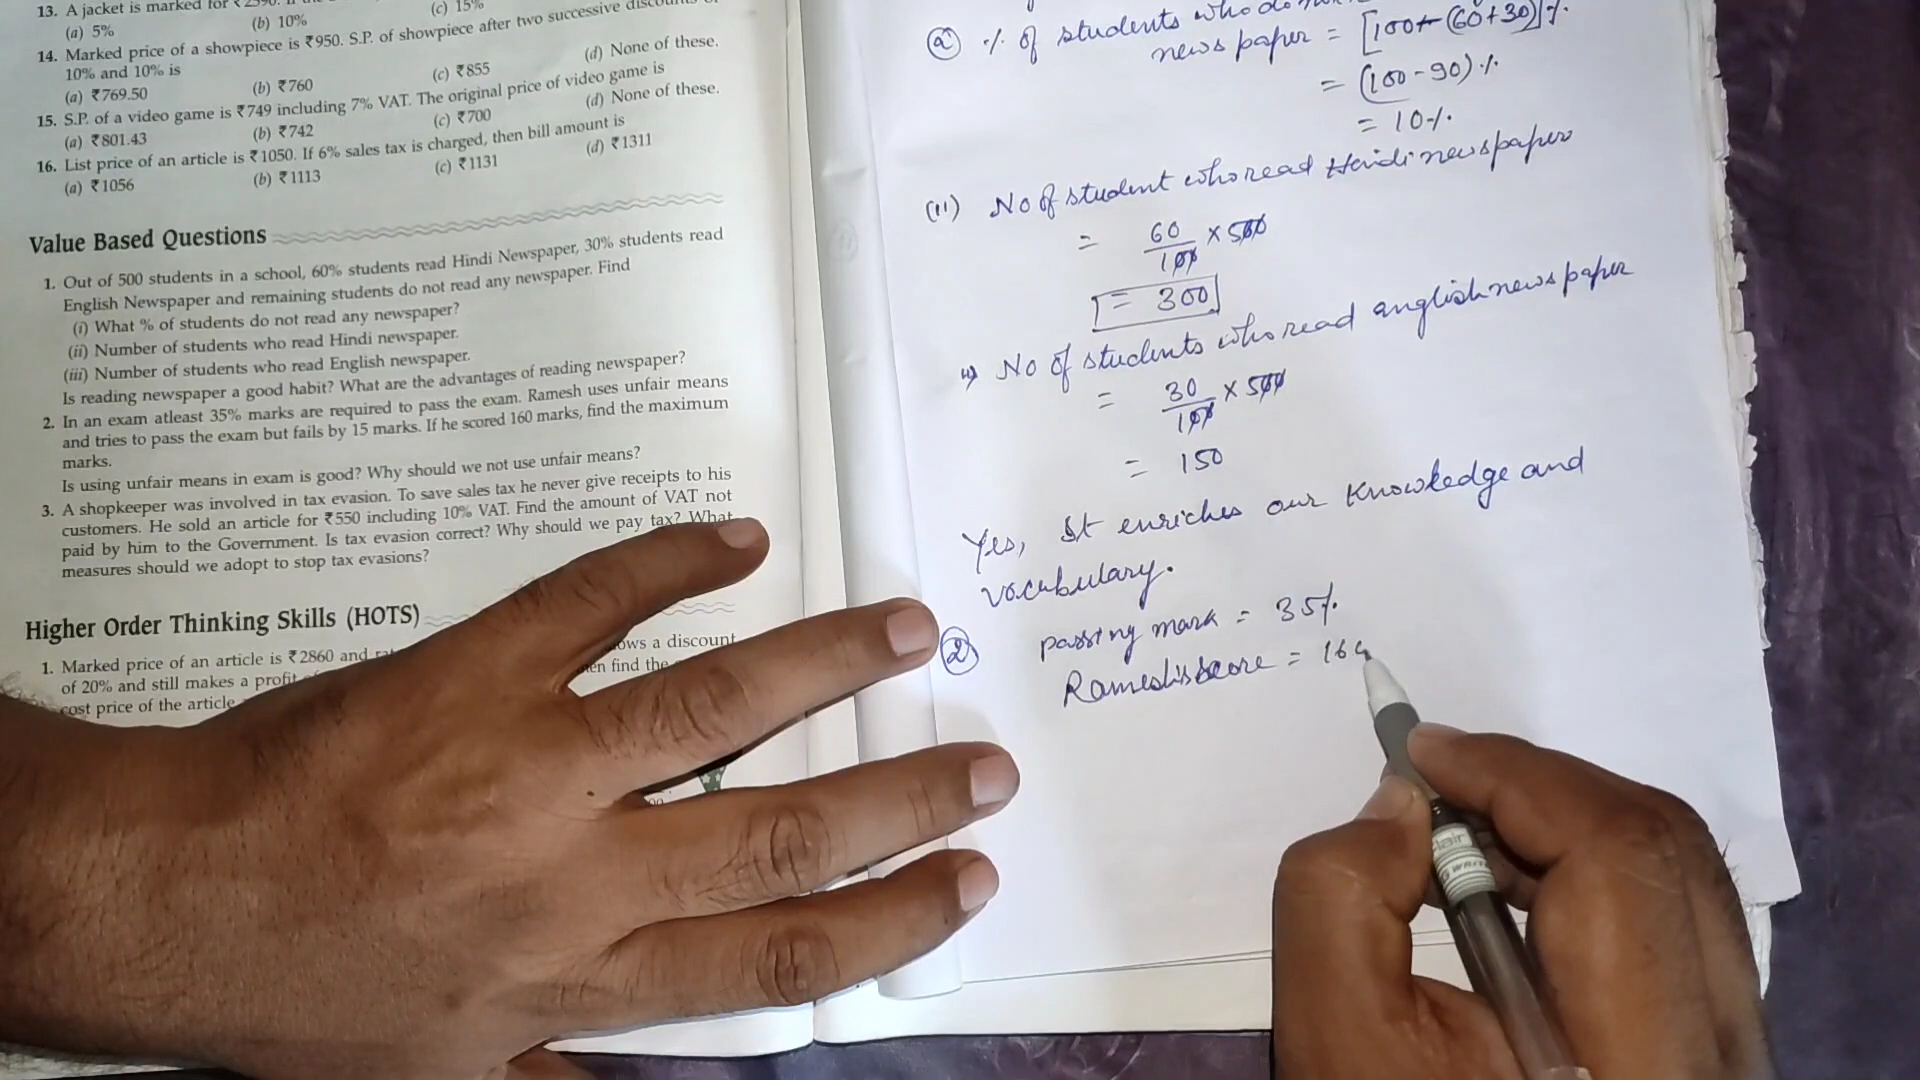 13. A jacket is marked for ₹2590. If
(a) 5% (b) 10% (c) 15%
14. Marked price of a showpiece is ₹950. S.P. of showpiece after two successive discounts of
10% and 10% is
(a) ₹769.50 (b) ₹760 (c) ₹855 (d) None of these.
15. S.P. of a video game is ₹749 including 7% VAT. The original price of video game is
(a) ₹801.43 (b) ₹742 (c) ₹700 (d) None of these.
16. List price of an article is ₹1050. If 6% sales tax is charged, then bill amount is
(a) ₹1056 (b) ₹1113 (c) ₹1131 (d) ₹1311
Value Based Questions
1. Out of 500 students in a school, 60% students read Hindi Newspaper, 30% students read
English Newspaper and remaining students do not read any newspaper. Find
(i) What % of students do not read any newspaper?
(ii) Number of students who read Hindi newspaper.
(iii) Number of students who read English newspaper.
Is reading newspaper a good habit? What are the advantages of reading newspaper?
2. In an exam atleast 35% marks are required to pass the exam. Ramesh uses unfair means
and tries to pass the exam but fails by 15 marks. If he scored 160 marks, find the maximum
marks.
Is using unfair means in exam is good? Why should we not use unfair means?
3. A shopkeeper was involved in tax evasion. To save sales tax he never give receipts to his
customers. He sold an article for ₹550 including 10% VAT. Find the amount of VAT not
paid by him to the Government. Is tax evasion correct? Why should we pay tax? What
measures should we adopt to stop tax evasions?
Higher Order Thinking Skills (HOTS)
1. Marked price of an article is ₹2860 and ows a discount
of 20% and still makes a profit en find the
cost price of the article
(a) % of students who do
news paper = [100-(60+30)]%.
= (100-90)%
= 10%.
(ii) No of student who read Hindi newspaper
= 60/100 × 500
= 300
No of students who read english news paper
= 30/100 × 500
= 150
Yes, It enriches our Knowledge and
vocabulary.
(2) passing mark = 35%.
Ramesh's score = 160
Flair